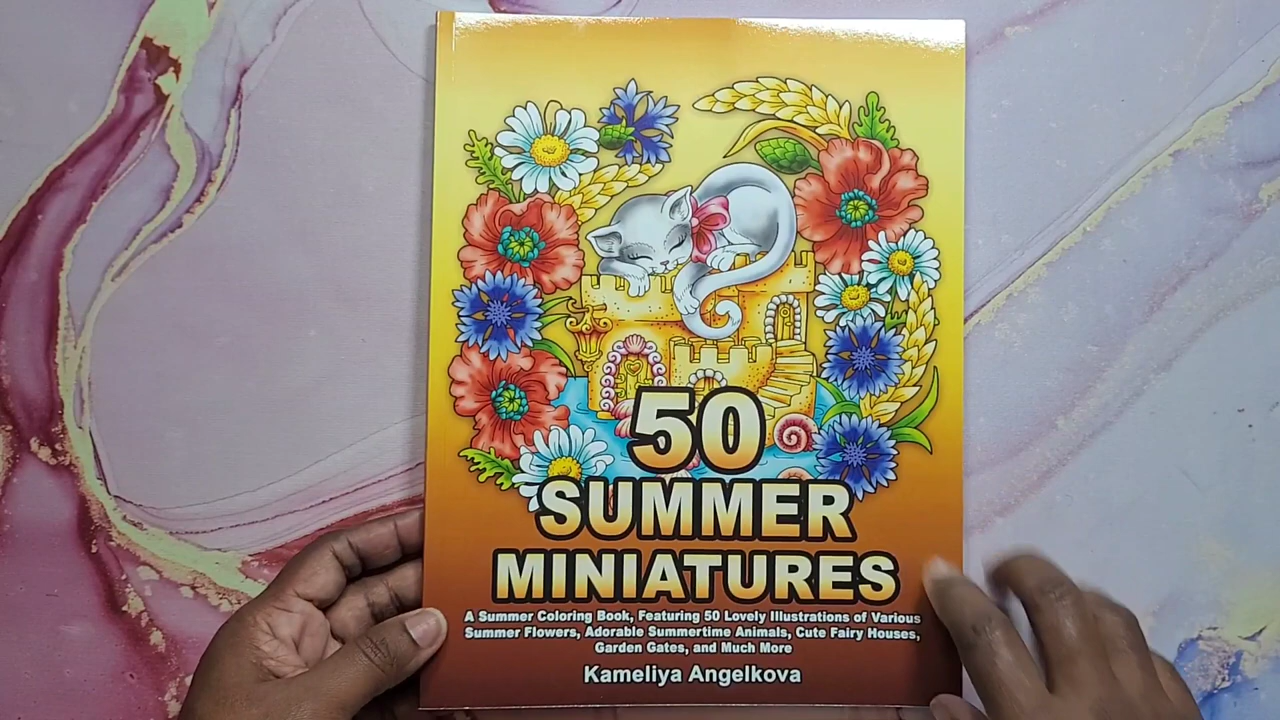 50
SUMMER
MINIATURES
A Summer Coloring Book, Featuring 50 Lovely Illustrations of Various
Summer Flowers, Adorable Summertime Animals, Cute Fairy Houses,
Garden Gates, and Much More
Kameliya Angelkova